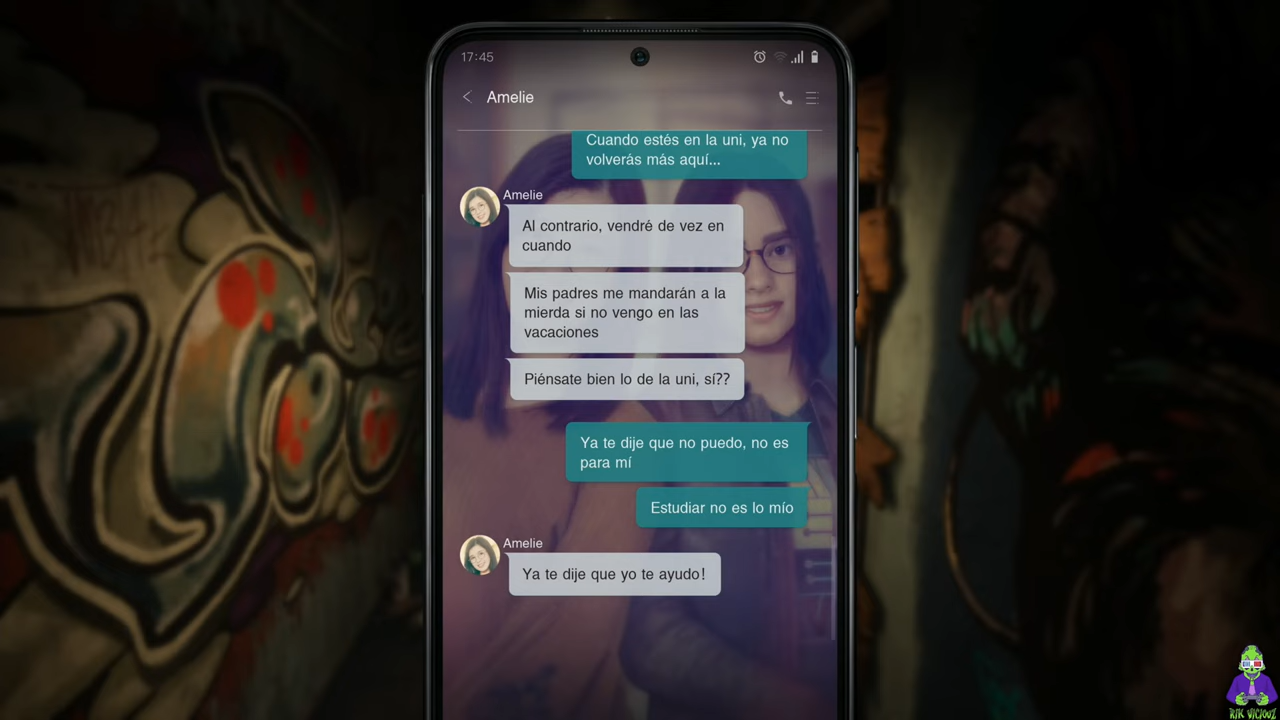 17:45
Amelie
Cuando estés en la uni, ya no
volverás más aquí...
Amelie
Al contrario, vendré de vez en
cuando
Mis padres me mandarán a la
mierda si no vengo en las
vacaciones
Piénsate bien lo de la uni, sí??
Ya te dije que no puedo, no es
para mí
Estudiar no es lo mío
Amelie
Ya te dije que yo te ayudo!
RIK VICIOUZ